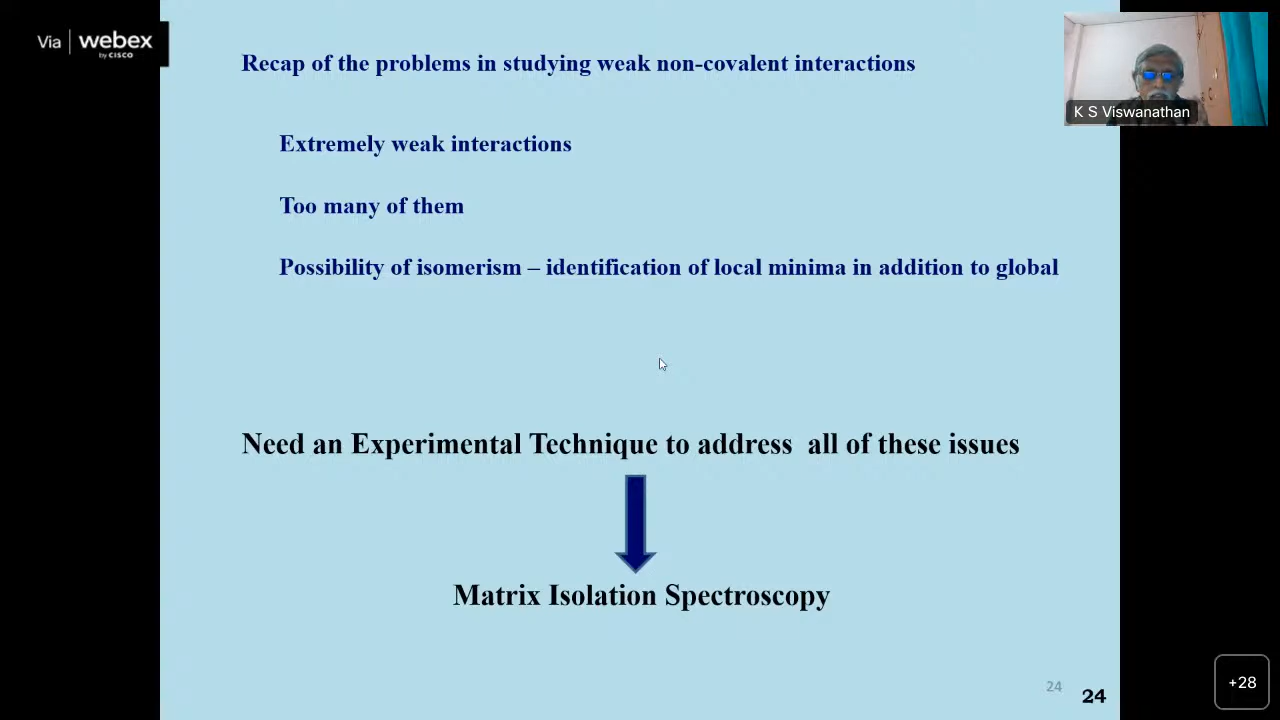 Via webex
by CISCO
Recap of the problems in studying weak non-covalent interactions
K S Viswanathan
Extremely weak interactions
Too many of them
Possibility of isomerism – identification of local minima in addition to global
Need an Experimental Technique to address all of these issues
Matrix Isolation Spectroscopy
24
24
+28